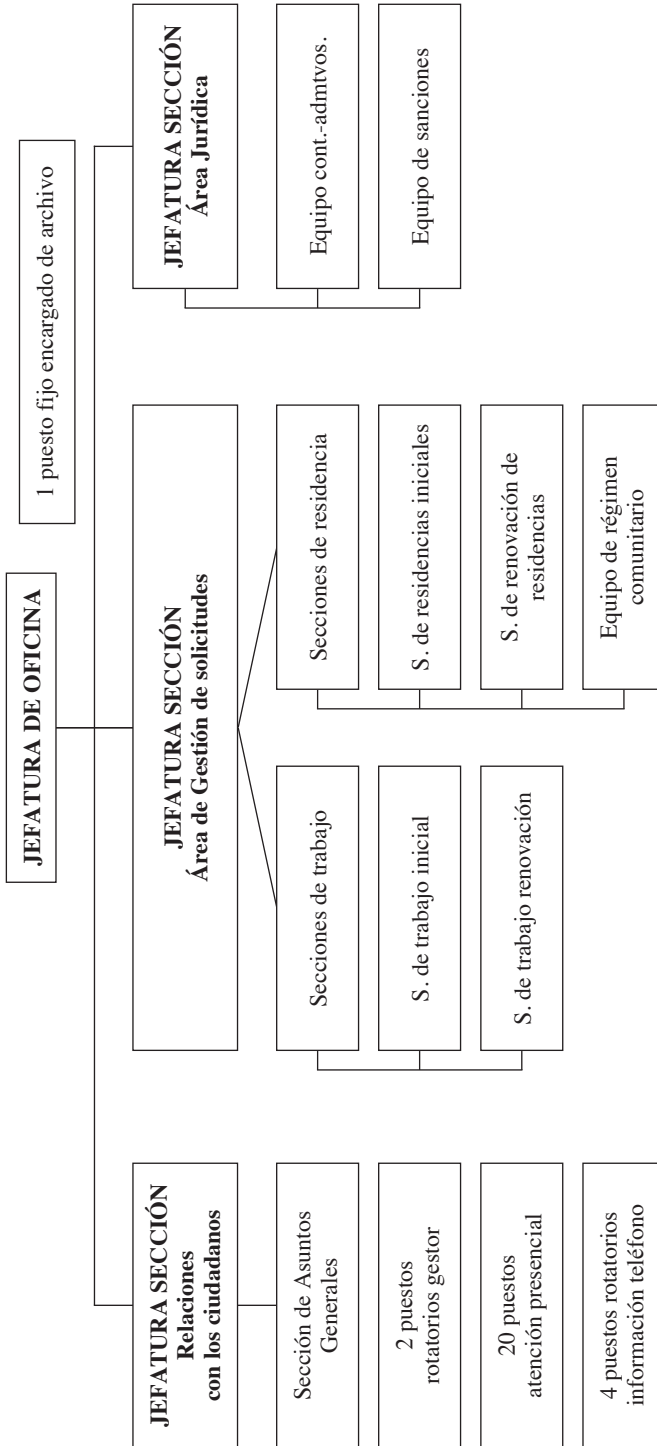 JEFATURA DE OFICINA
1 puesto fijo encargado de archivo
JEFATURA SECCIÓN
Relaciones
con los ciudadanos
Sección de Asuntos
Generales
2 puestos
rotatorios gestor
20 puestos
atención presencial
4 puestos rotatorios
información teléfono
JEFATURA SECCIÓN
Área de Gestión de solicitudes
Secciones de trabajo
S. de trabajo inicial
S. de trabajo renovación
Secciones de residencia
S. de residencias iniciales
S. de renovación de
residencias
Equipo de régimen
comunitario
JEFATURA SECCIÓN
Área Jurídica
Equipo cont.-admtvos.
Equipo de sanciones